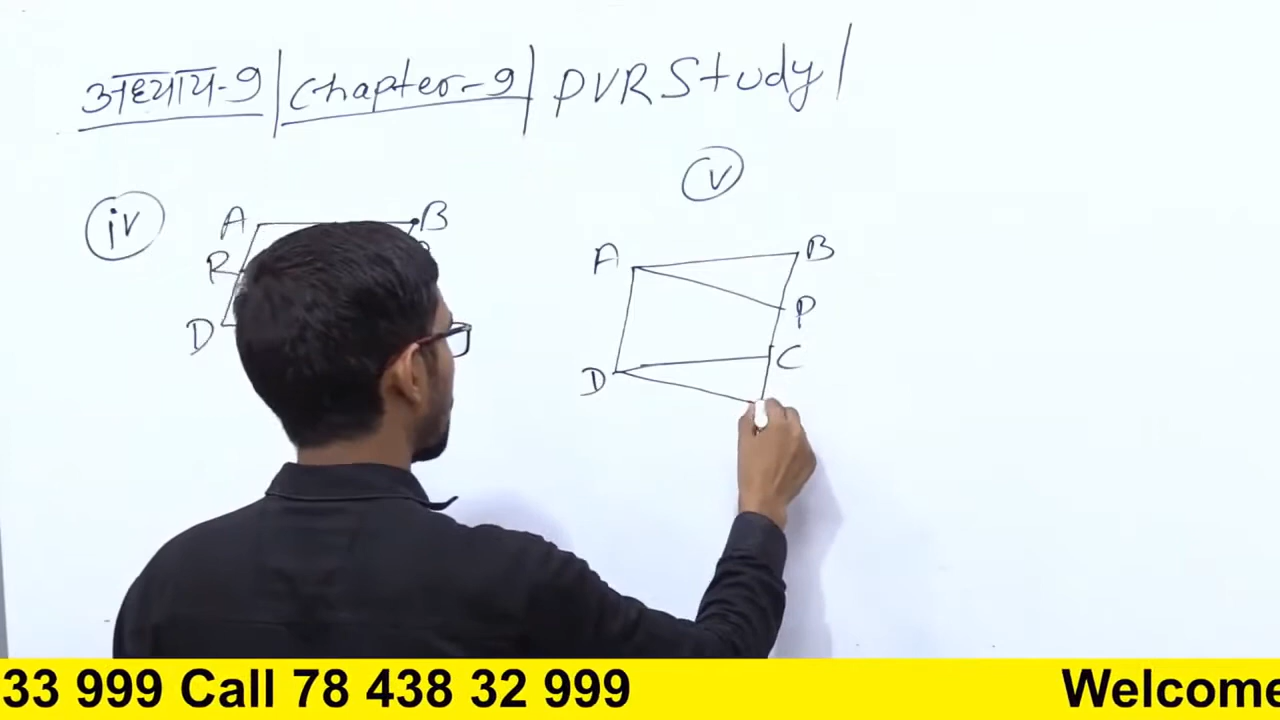 अध्याय-9 | Chapter-9 | PVR Study |
iv
v
A
B
R
D
A
B
P
C
D
33 999 Call 78 438 32 999
Welcome